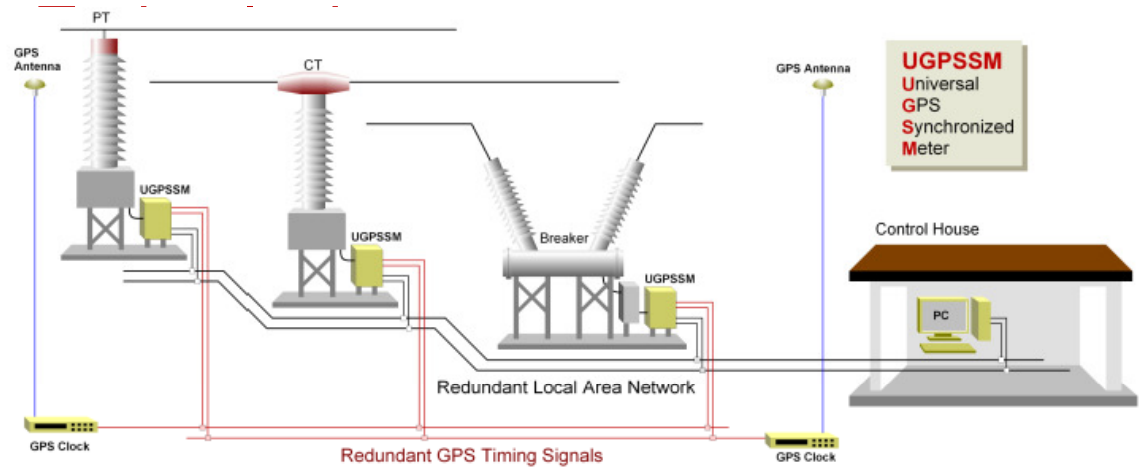 PT
GPS
Antenna
CT
GPS Antenna
UGPSSM
Universal
GPS
Synchronized
Meter
UGPSSM
UGPSSM
Breaker
UGPSSM
Control House
PC
Redundant Local Area Network
GPS Clock
Redundant GPS Timing Signals
GPS Clock